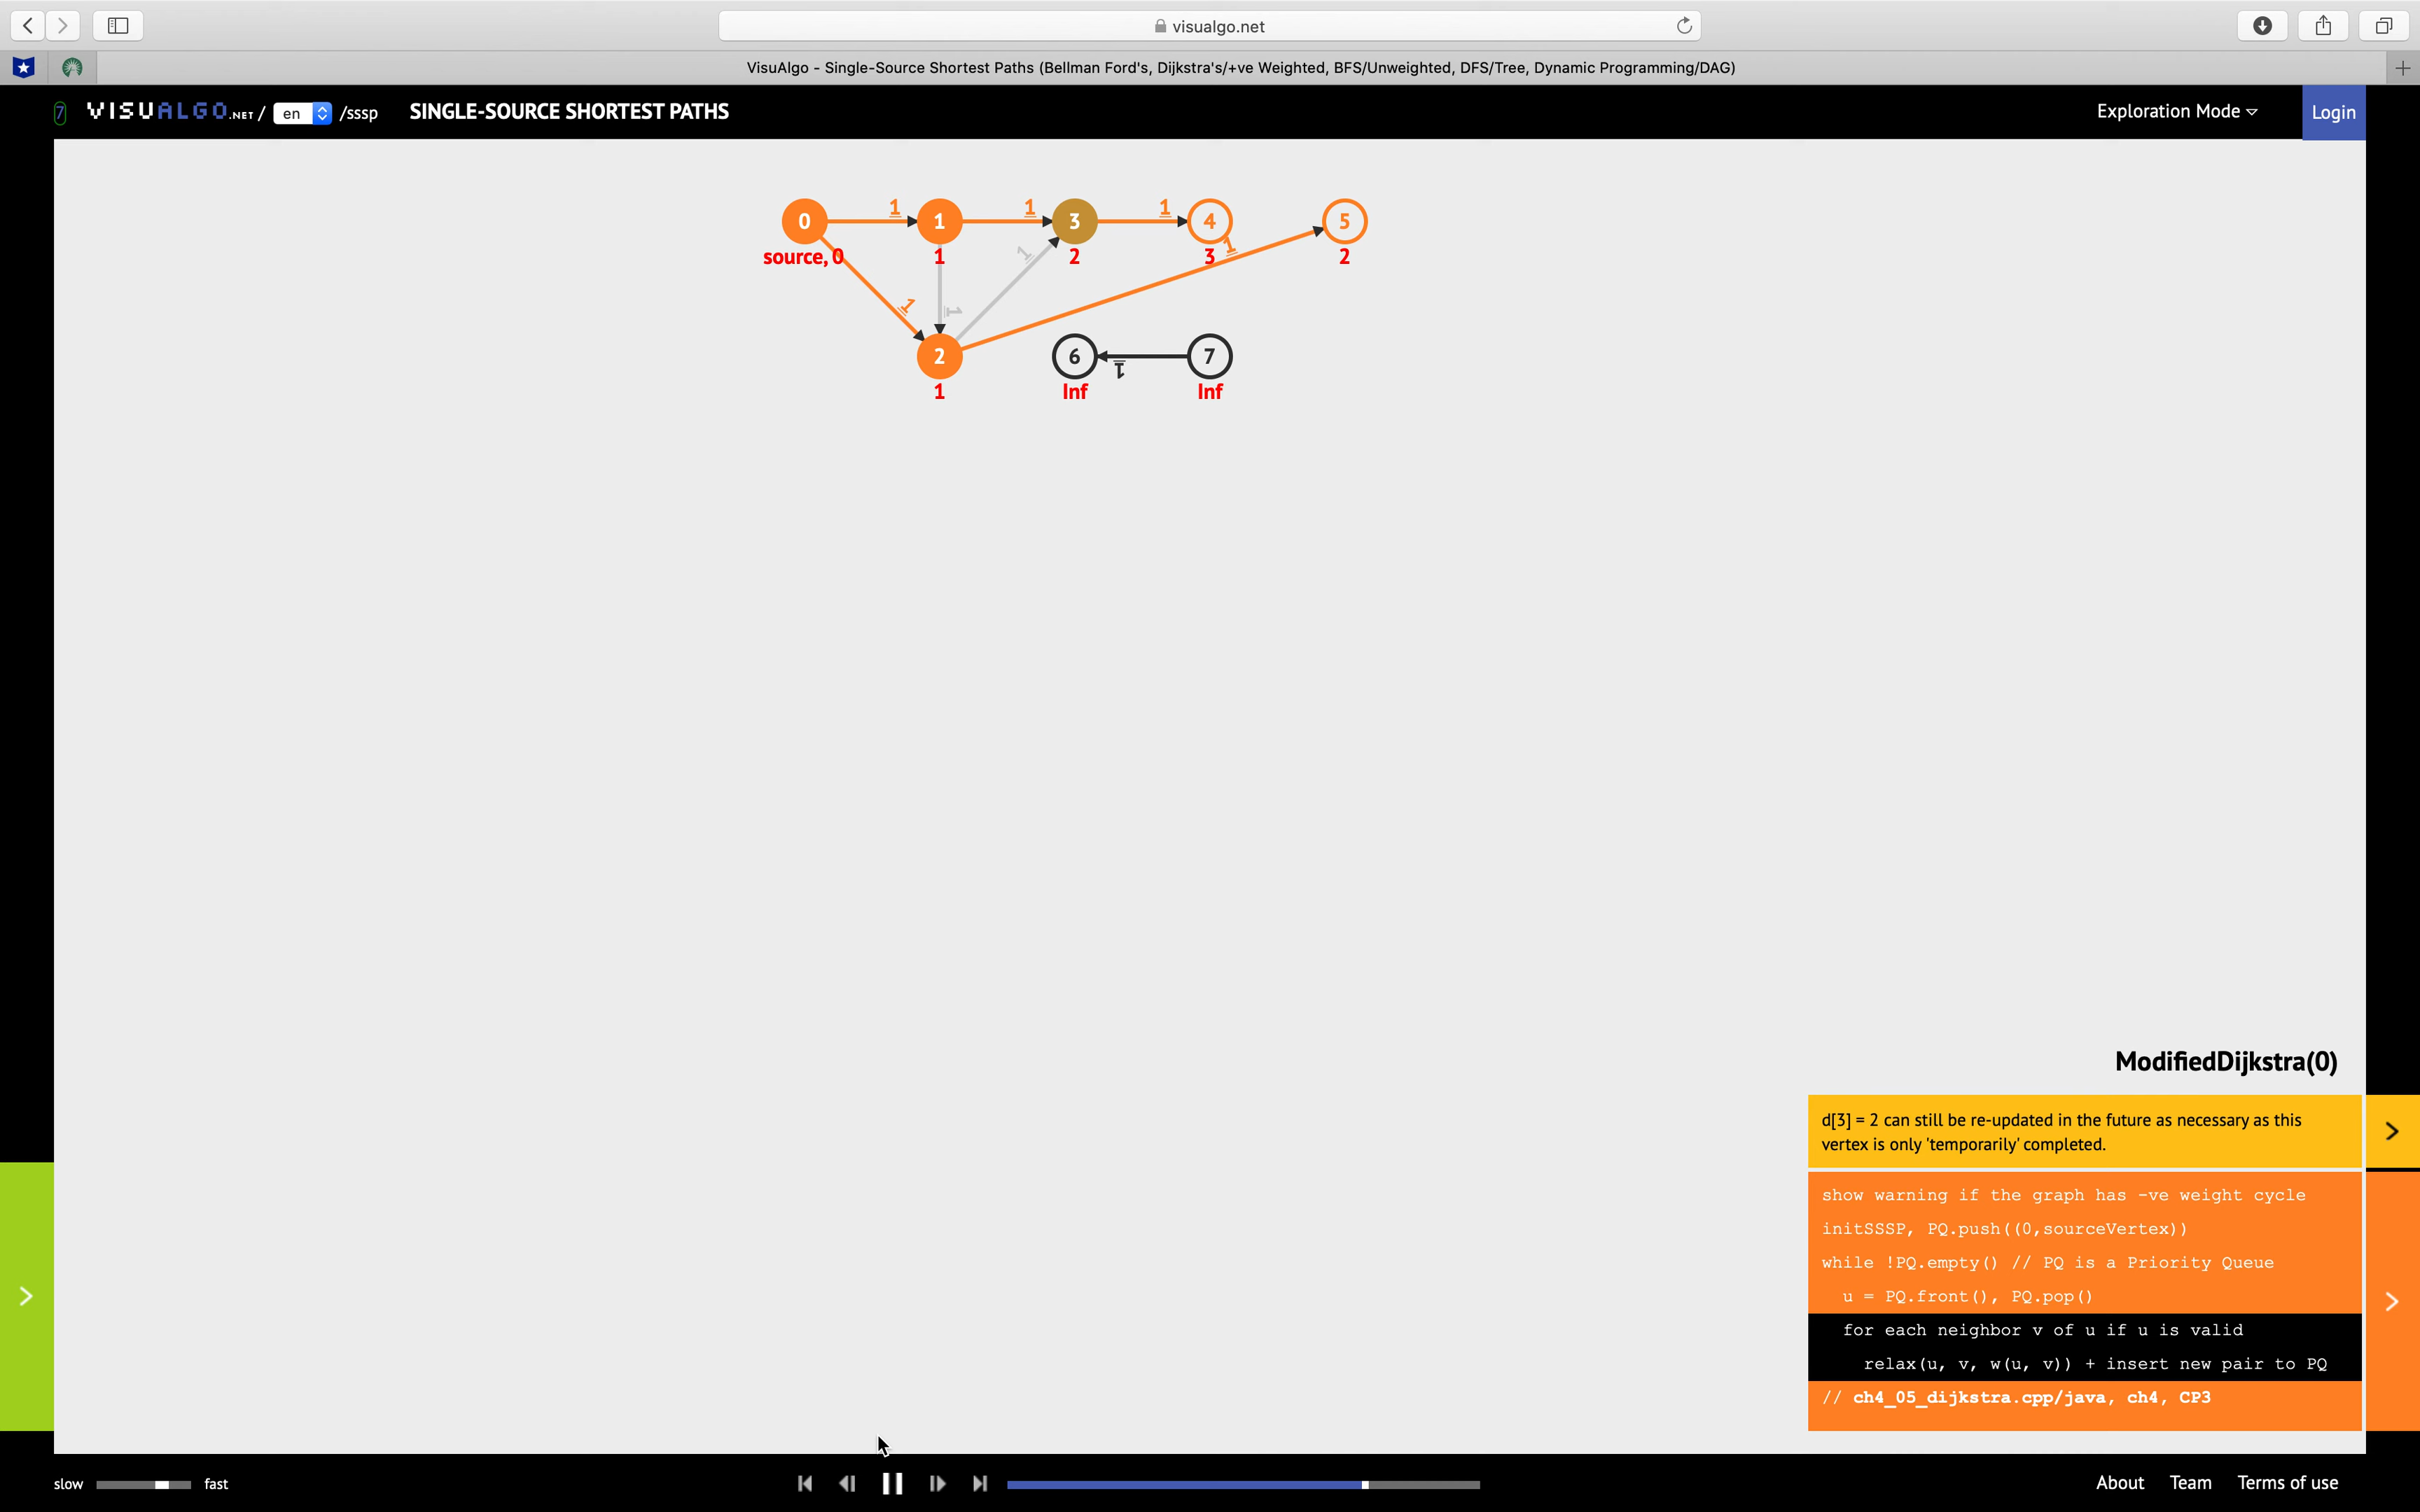 visualgo.net
VisuAlgo - Single-Source Shortest Paths (Bellman Ford's, Dijkstra's/+ve Weighted, BFS/Unweighted, DFS/Tree, Dynamic Programming/DAG)
7 VISUALGO.NET / en /sssp SINGLE-SOURCE SHORTEST PATHS Exploration Mode Login
1 1 1
0 1 3 4 5
1 1
source, 0 1 2 3 2
1 1
2 6 7
1
1 Inf Inf
ModifiedDijkstra(0)
d[3] = 2 can still be re-updated in the future as necessary as this
vertex is only 'temporarily' completed.
show warning if the graph has -ve weight cycle
initSSSP, PQ.push((0,sourceVertex))
while !PQ.empty() // PQ is a Priority Queue
u = PQ.front(), PQ.pop()
for each neighbor v of u if u is valid
relax(u, v, w(u, v)) + insert new pair to PQ
// ch4_05_dijkstra.cpp/java, ch4, CP3
slow fast About Team Terms of use